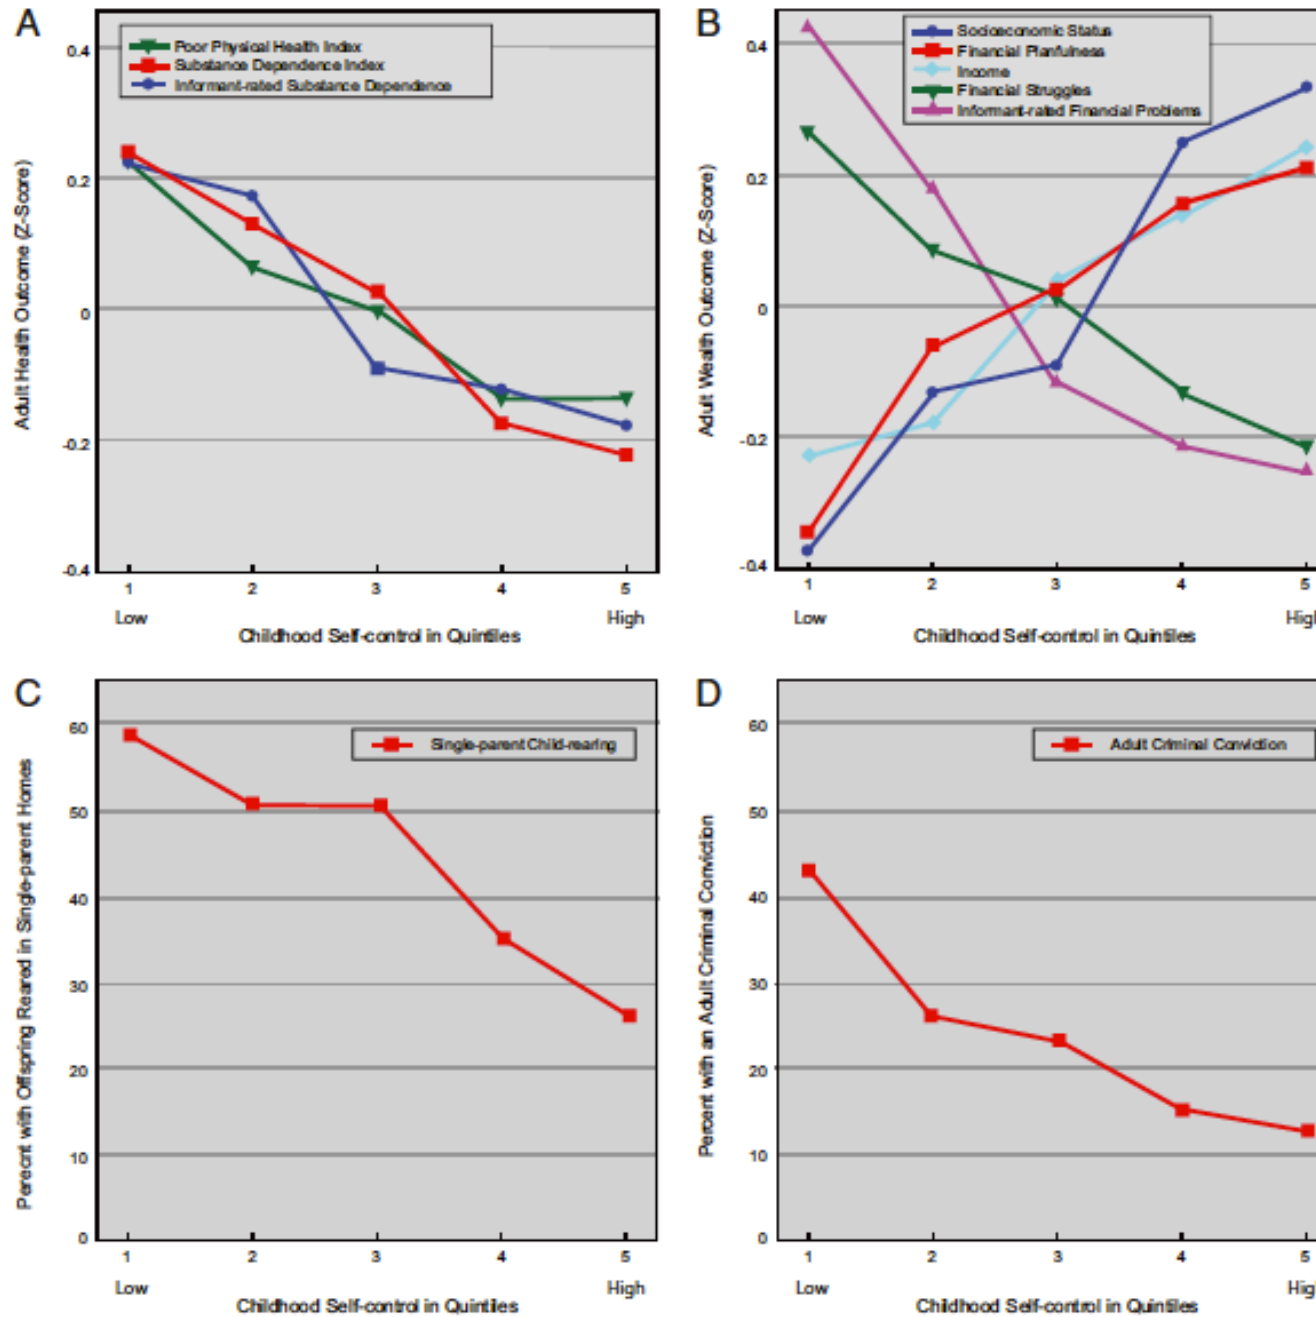 A
Poor Physical Health Index
Substance Dependence Index
Informant-rated Substance Dependence
Adult Health Outcome (Z-Score)
0.4
0.2
0
-0.2
-0.4
1 2 3 4 5
Low High
Childhood Self-control in Quintiles
B
Socioeconomic Status
Financial Planfulness
Income
Financial Struggles
Informant-rated Financial Problems
Adult Wealth Outcome (Z-Score)
0.4
0.2
0
-0.2
-0.4
1 2 3 4 5
Low High
Childhood Self-control in Quintiles
C
Single-parent Child-rearing
Percent with Offspring Reared in Single-parent Homes
60
50
40
30
20
10
0
1 2 3 4 5
Low High
Childhood Self-control in Quintiles
D
Adult Criminal Conviction
Percent with an Adult Criminal Conviction
60
50
40
30
20
10
0
1 2 3 4 5
Low High
Childhood Self-control in Quintiles